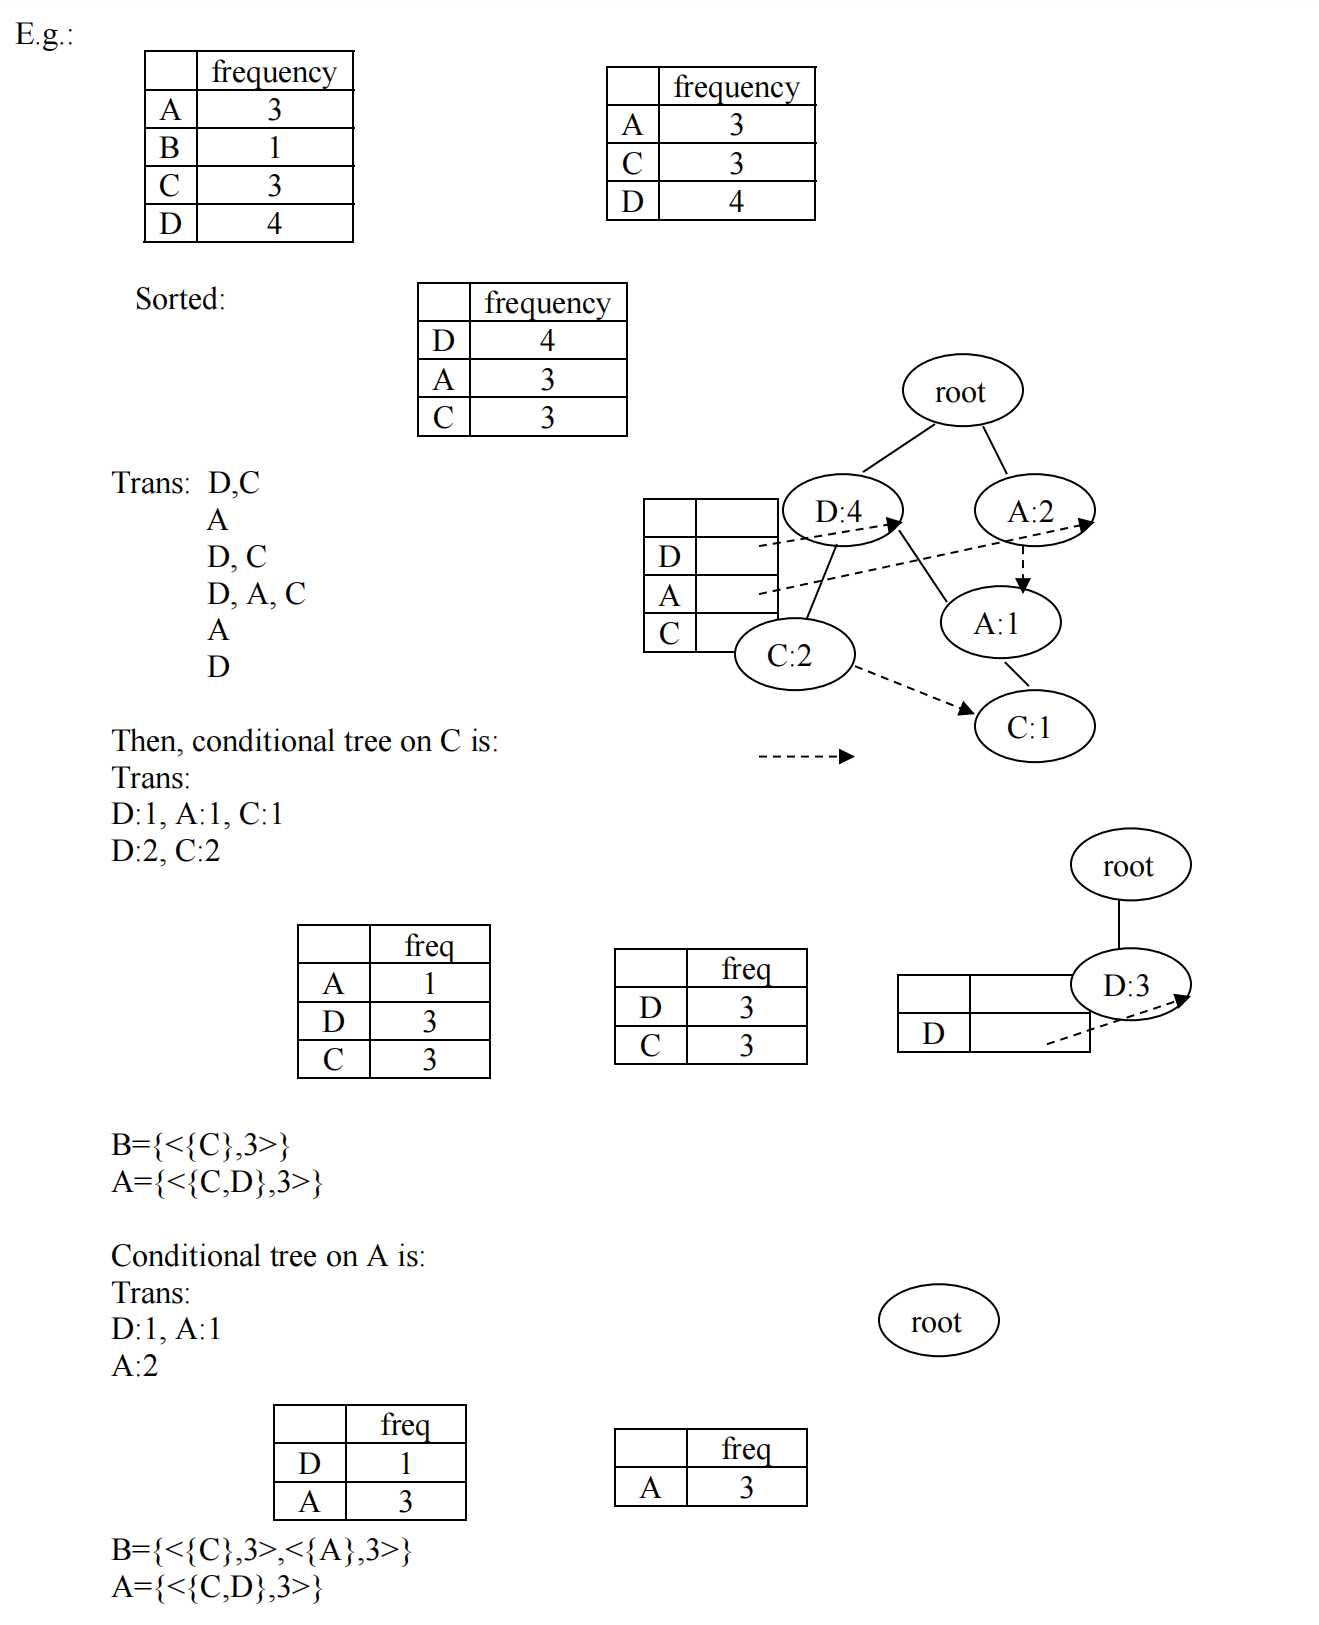 E.g.:
frequency
A 3
B 1
C 3
D 4
frequency
A 3
C 3
D 4
Sorted:
frequency
D 4
A 3
C 3
root
D:4 A:2
D
A
C
A:1
C:2
C:1
Trans: D,C
A
D, C
D, A, C
A
D
Then, conditional tree on C is:
Trans:
D:1, A:1, C:1
D:2, C:2
root
D:3
D
freq
A 1
D 3
C 3
freq
D 3
C 3
B={<{C},3>}
A={<{C,D},3>}
Conditional tree on A is:
Trans:
D:1, A:1
A:2
root
freq
D 1
A 3
freq
A 3
B={<{C},3>,<{A},3>}
A={<{C,D},3>}